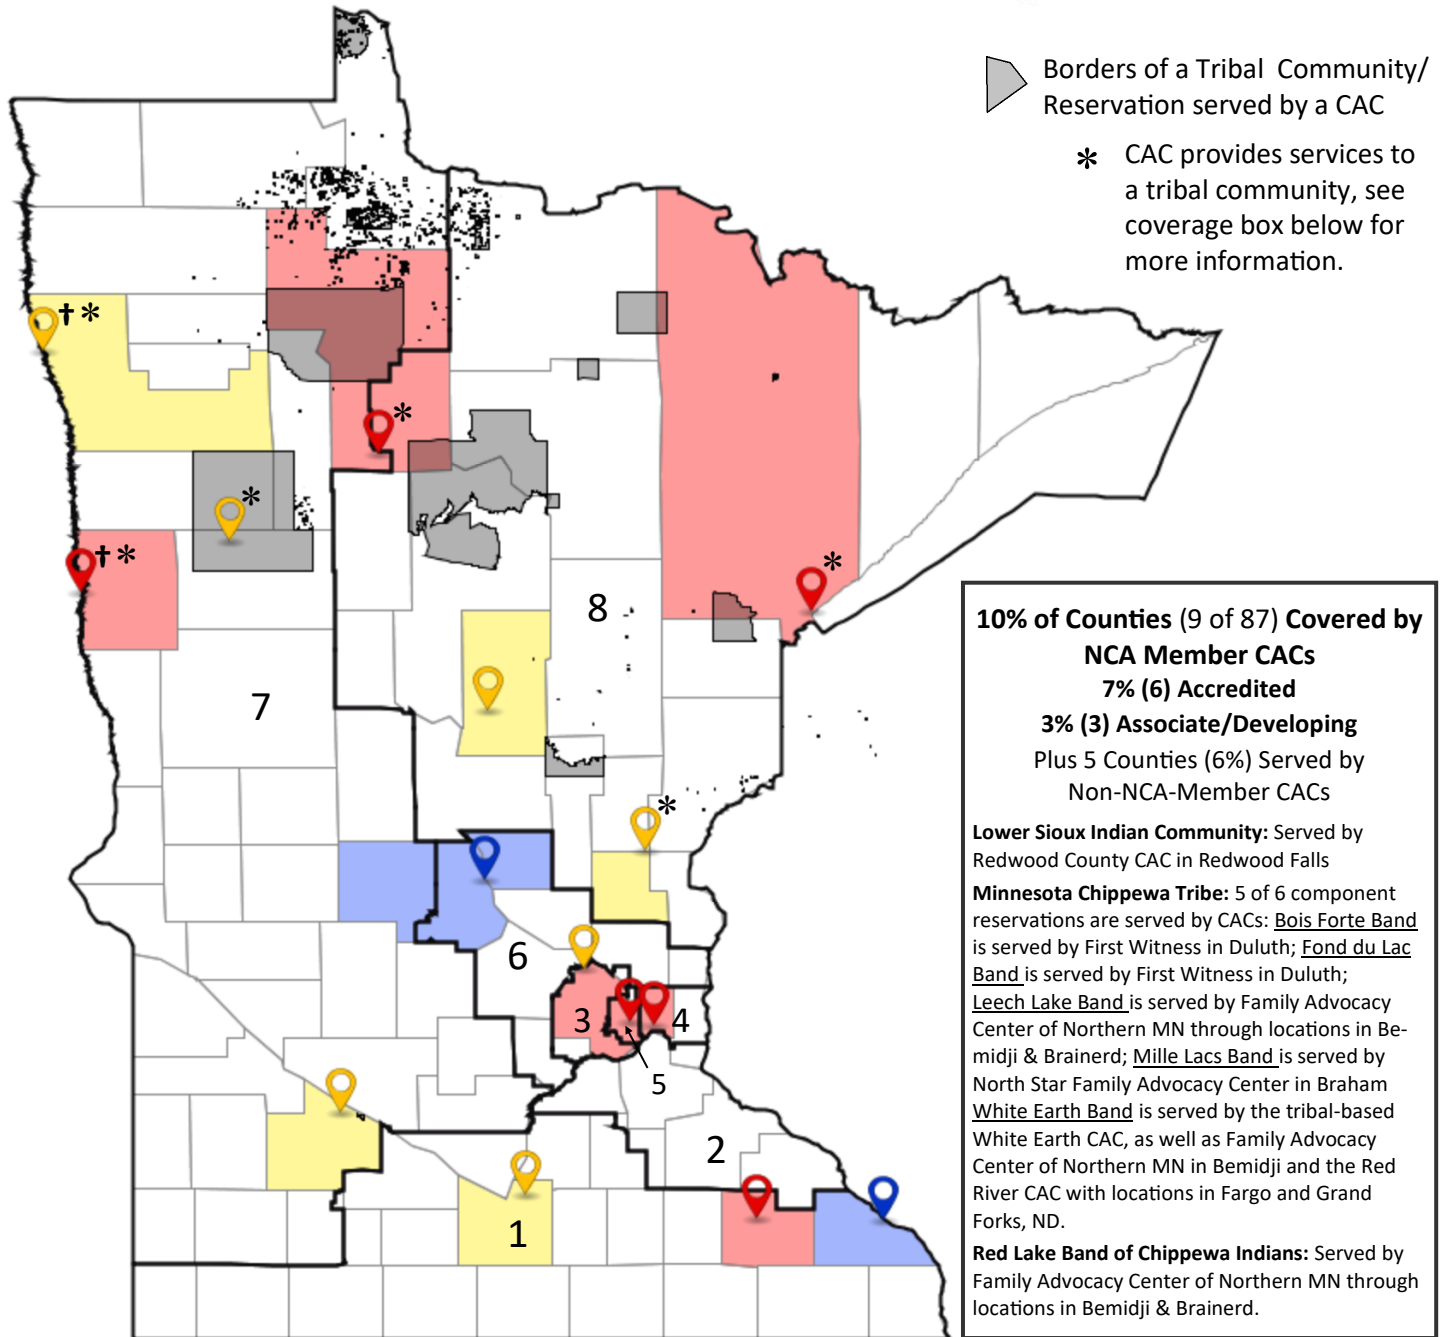 Borders of a Tribal Community/
Reservation served by a CAC
* CAC provides services to
a tribal community, see
coverage box below for
more information.
†*
*
*
†*
*
8
7
*
6
3
4
5
2
1
10% of Counties (9 of 87) Covered by
NCA Member CACs
7% (6) Accredited
3% (3) Associate/Developing
Plus 5 Counties (6%) Served by
Non-NCA-Member CACs
Lower Sioux Indian Community: Served by
Redwood County CAC in Redwood Falls
Minnesota Chippewa Tribe: 5 of 6 component
reservations are served by CACs: Bois Forte Band
is served by First Witness in Duluth; Fond du Lac
Band is served by First Witness in Duluth;
Leech Lake Band is served by Family Advocacy
Center of Northern MN through locations in Be-
midji & Brainerd; Mille Lacs Band is served by
North Star Family Advocacy Center in Braham
White Earth Band is served by the tribal-based
White Earth CAC, as well as Family Advocacy
Center of Northern MN in Bemidji and the Red
River CAC with locations in Fargo and Grand
Forks, ND.
Red Lake Band of Chippewa Indians: Served by
Family Advocacy Center of Northern MN through
locations in Bemidji & Brainerd.